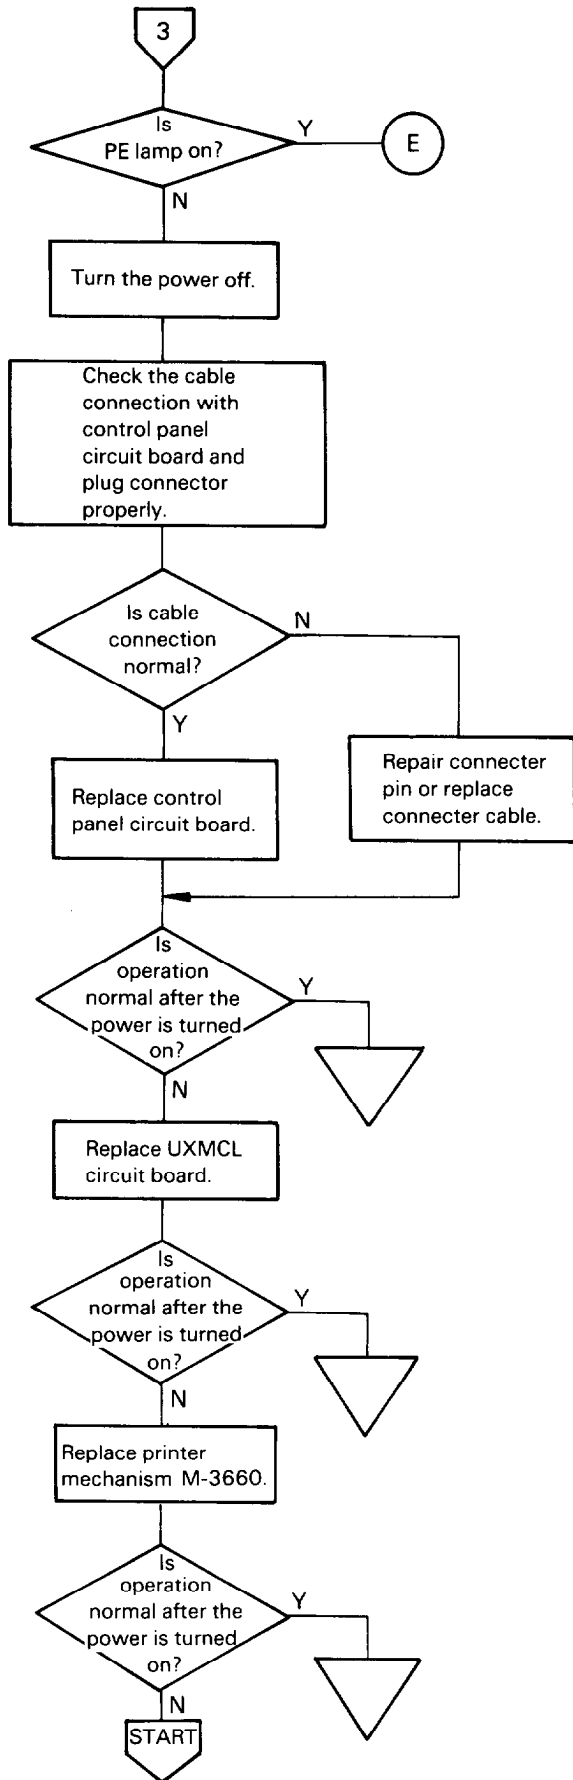 3
Is
PE lamp on?
Y
E
N
Turn the power off.
Check the cable
connection with
control panel
circuit board and
plug connector
properly.
Is cable
connection
normal?
N
Y
Replace control
panel circuit board.
Repair connecter
pin or replace
connecter cable.
Is
operation
normal after the
power is turned
on?
Y
N
Replace UXMCL
circuit board.
Is
operation
normal after the
power is turned
on?
Y
N
Replace printer
mechanism M-3660.
Is
operation
normal after the
power is turned
on?
Y
N
START